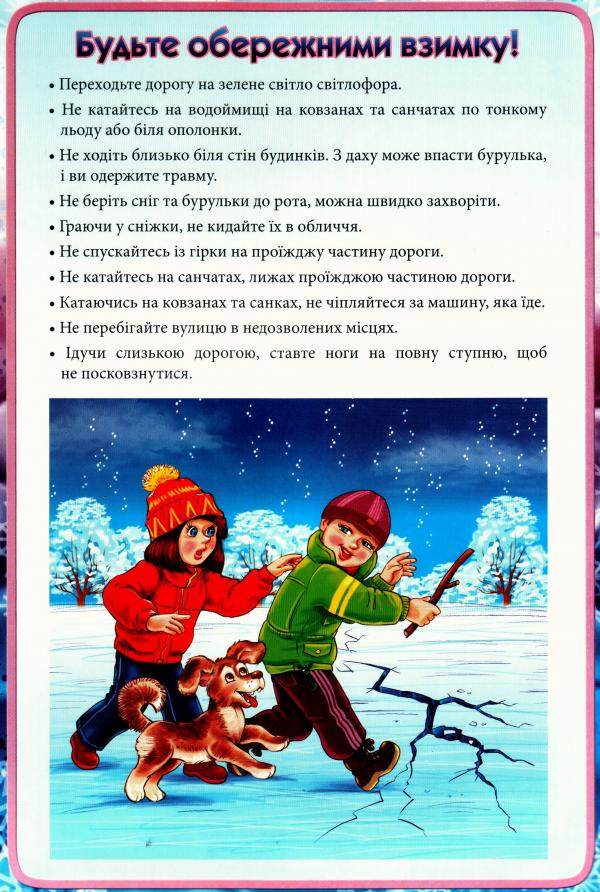 Будьте обережними взимку!
• Переходьте дорогу на зелене світло світлофора.
• Не катайтесь на водоймищі на ковзанах та санчатах по тонкому
льоду або біля ополонки.
• Не ходіть близько біля стін будинків. З даху може впасти бурулька,
і ви одержите травму.
• Не беріть сніг та бурульки до рота, можна швидко захворіти.
• Граючи у сніжки, не кидайте їх в обличчя.
• Не спускайтесь із гірки на проїжджу частину дороги.
• Не катайтесь на санчатах, лижах проїжджою частиною дороги.
• Катаючись на ковзанах та санках, не чіпляйтеся за машину, яка їде.
• Не перебігайте вулицю в недозволених місцях.
• Ідучи слизькою дорогою, ставте ноги на повну ступню, щоб
не посковзнутися.